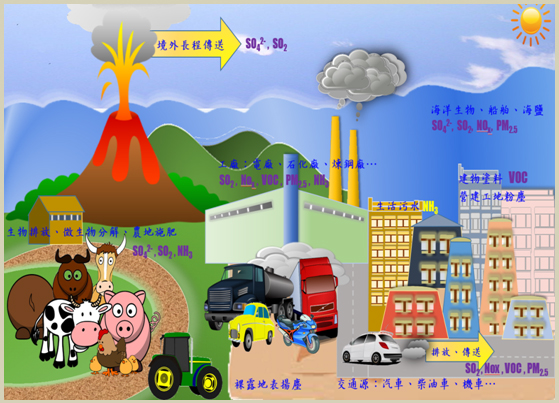 境外長程傳送 SO₄²⁻, SO₂
海洋生物、船舶、海鹽
SO₄²⁻, SO₂, NOₓ, PM₂.₅
工廠：電廠、石化廠、煉鋼廠…
SO₂, Noₓ, VOC, PM₂.₅, NH₃
建物塗料 VOC
營建工地粉塵
生活污水NH₃
生物排放、微生物分解，農地施肥
SO₄²⁻, SO₂, NH₃
排放、傳送
SO₂, Nox, VOC, PM₂.₅
裸露地表揚塵
交通源：汽車、柴油車、機車…